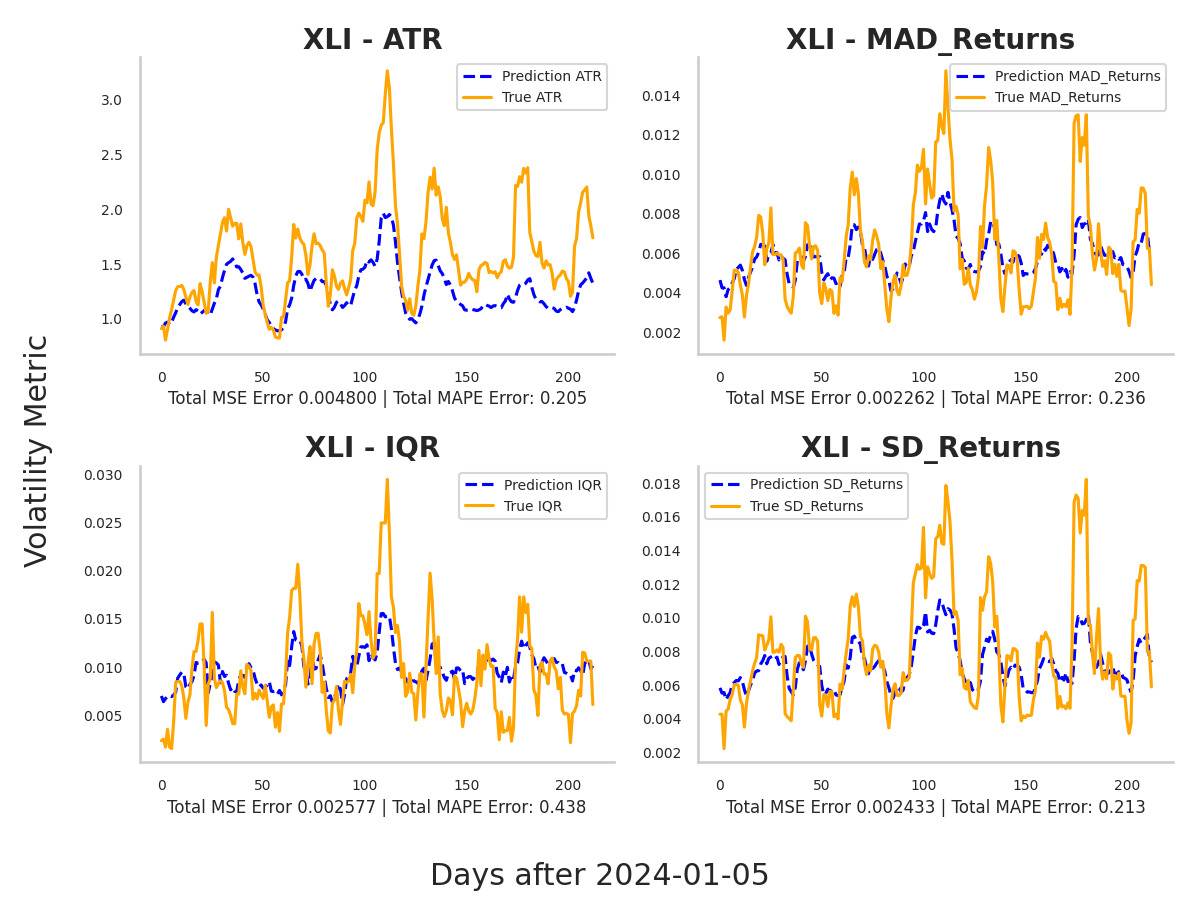 XLI - ATR
3.0
2.5
2.0
1.5
1.0
Prediction ATR
True ATR
0 50 100 150 200
Total MSE Error 0.004800 | Total MAPE Error: 0.205
XLI - MAD_Returns
0.014
0.012
0.010
0.008
0.006
0.004
0.002
Prediction MAD_Returns
True MAD_Returns
0 50 100 150 200
Total MSE Error 0.002262 | Total MAPE Error: 0.236
Volatility Metric
XLI - IQR
0.030
0.025
0.020
0.015
0.010
0.005
Prediction IQR
True IQR
0 50 100 150 200
Total MSE Error 0.002577 | Total MAPE Error: 0.438
XLI - SD_Returns
0.018
0.016
0.014
0.012
0.010
0.008
0.006
0.004
0.002
Prediction SD_Returns
True SD_Returns
0 50 100 150 200
Total MSE Error 0.002433 | Total MAPE Error: 0.213
Days after 2024-01-05